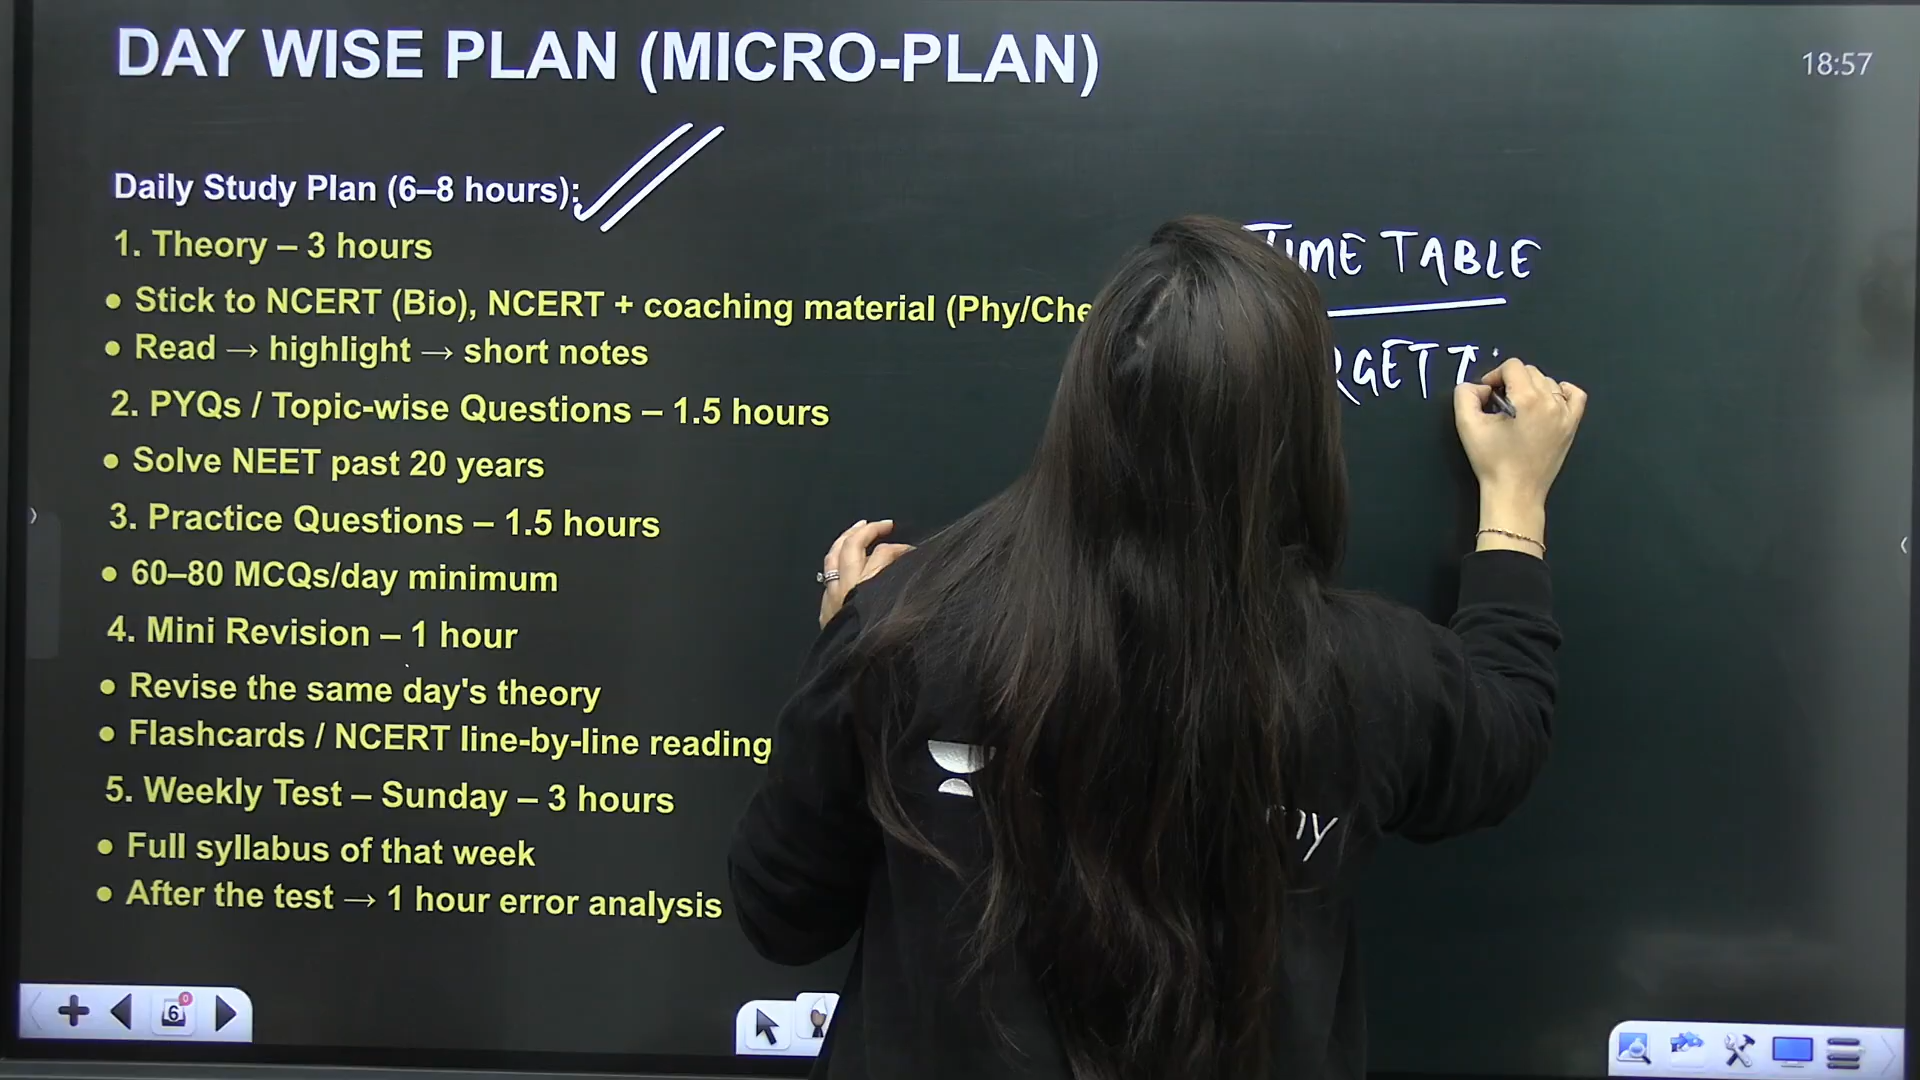 DAY WISE PLAN (MICRO-PLAN)
18:57
Daily Study Plan (6–8 hours):
1. Theory – 3 hours
● Stick to NCERT (Bio), NCERT + coaching material (Phy/Che
● Read → highlight → short notes
2. PYQs / Topic-wise Questions – 1.5 hours
● Solve NEET past 20 years
3. Practice Questions – 1.5 hours
● 60–80 MCQs/day minimum
4. Mini Revision – 1 hour
● Revise the same day's theory
● Flashcards / NCERT line-by-line reading
5. Weekly Test – Sunday – 3 hours
● Full syllabus of that week
● After the test → 1 hour error analysis
TIME TABLE
RGET T
6
0
my